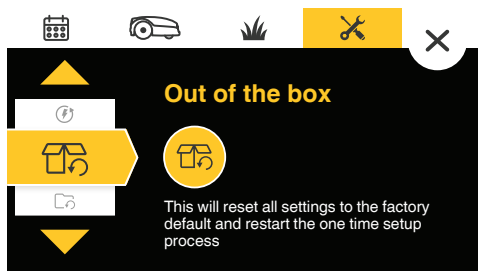 Out of the box
This will reset all settings to the factory
default and restart the one time setup
process